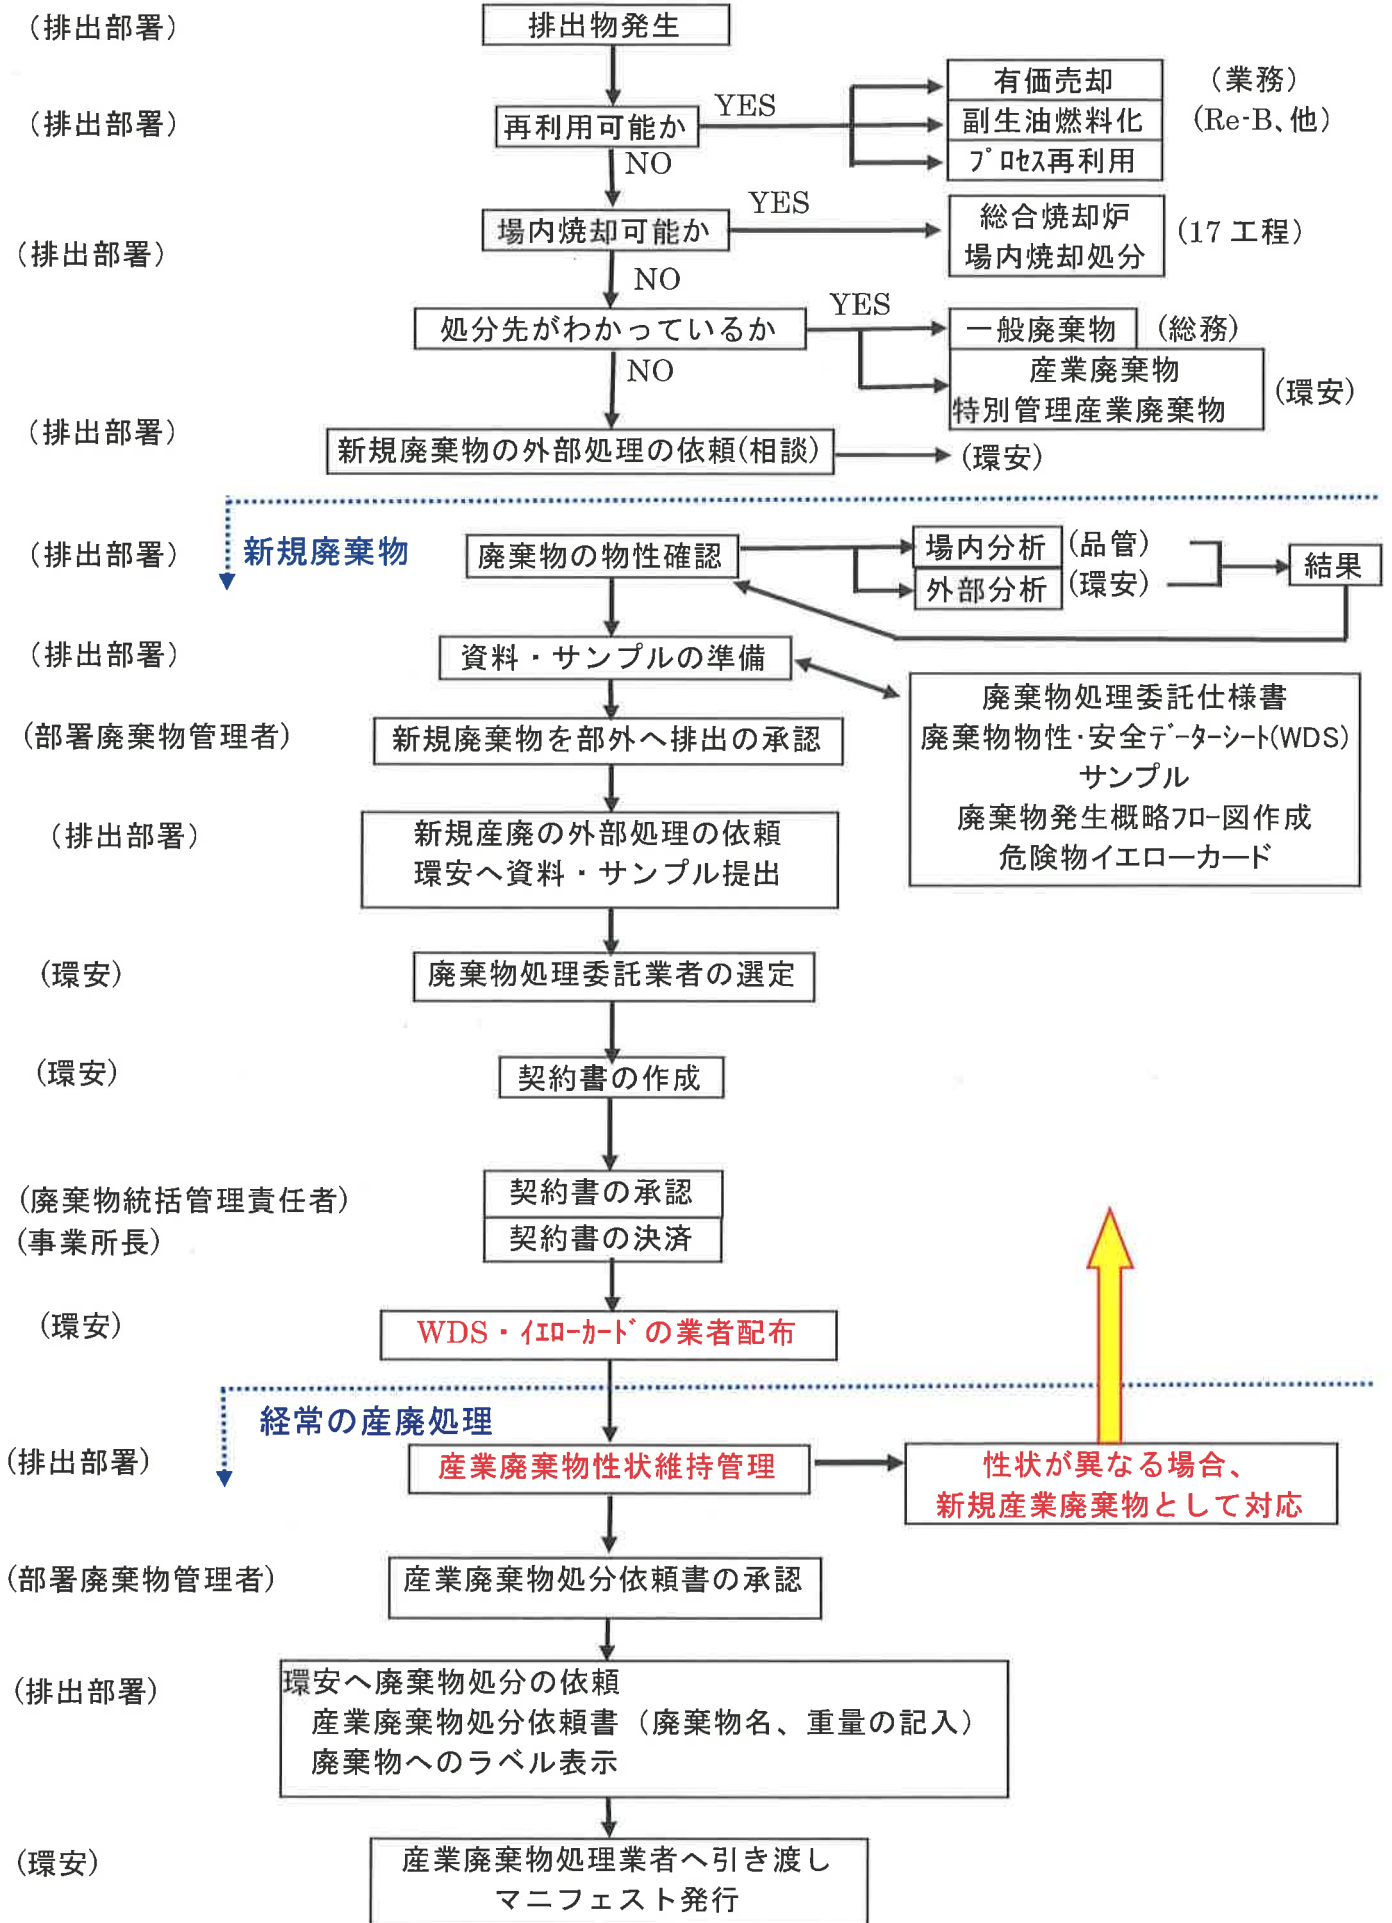 (排出部署)
排出物発生
(排出部署)
再利用可能か
YES
有価売却
(業務)
副生油燃料化
(Re-B、他)
プロセス再利用
NO
(排出部署)
場内焼却可能か
YES
総合焼却炉
場内焼却処分
(17 工程)
NO
処分先がわかっているか
YES
一般廃棄物
(総務)
産業廃棄物
特別管理産業廃棄物
(環安)
NO
(排出部署)
新規廃棄物の外部処理の依頼(相談)
(環安)
(排出部署)
新規廃棄物
廃棄物の物性確認
場内分析
(品管)
外部分析
(環安)
結果
(排出部署)
資料・サンプルの準備
廃棄物処理委託仕様書
廃棄物物性・安全データーシート(WDS)
サンプル
廃棄物発生概略フロー図作成
危険物イエローカード
(部署廃棄物管理者)
新規廃棄物を部外へ排出の承認
(排出部署)
新規産廃の外部処理の依頼
環安へ資料・サンプル提出
(環安)
廃棄物処理委託業者の選定
(環安)
契約書の作成
(廃棄物統括管理責任者)
契約書の承認
(事業所長)
契約書の決済
(環安)
WDS・イエローカードの業者配布
経常の産廃処理
(排出部署)
産業廃棄物性状維持管理
性状が異なる場合、
新規産業廃棄物として対応
(部署廃棄物管理者)
産業廃棄物処分依頼書の承認
(排出部署)
環安へ廃棄物処分の依頼
産業廃棄物処分依頼書(廃棄物名、重量の記入)
廃棄物へのラベル表示
(環安)
産業廃棄物処理業者へ引き渡し
マニフェスト発行